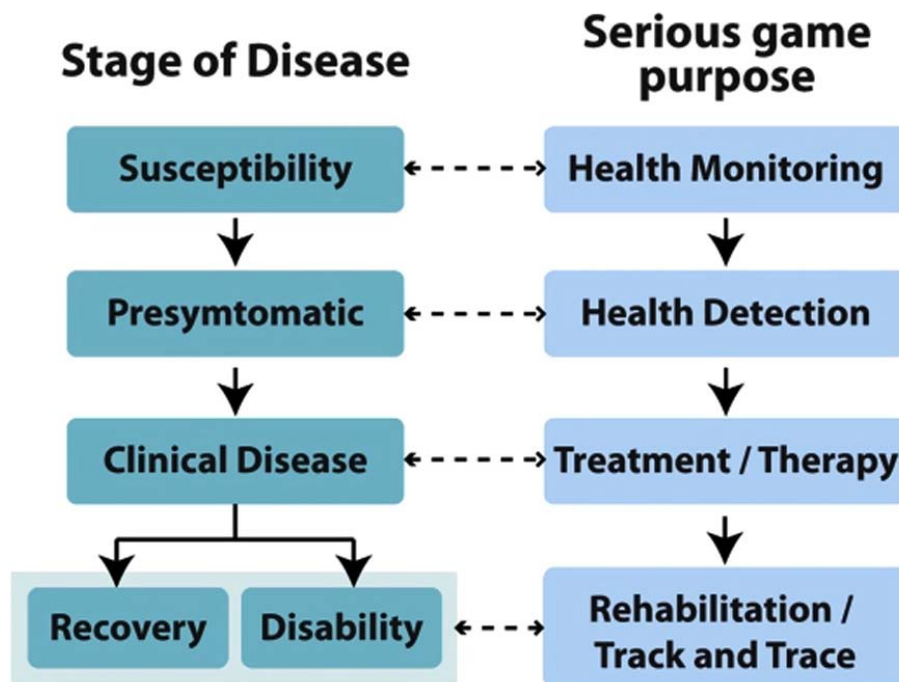 Stage of Disease
Serious game
purpose
Susceptibility
Health Monitoring
Presymtomatic
Health Detection
Clinical Disease
Treatment / Therapy
Recovery
Disability
Rehabilitation /
Track and Trace